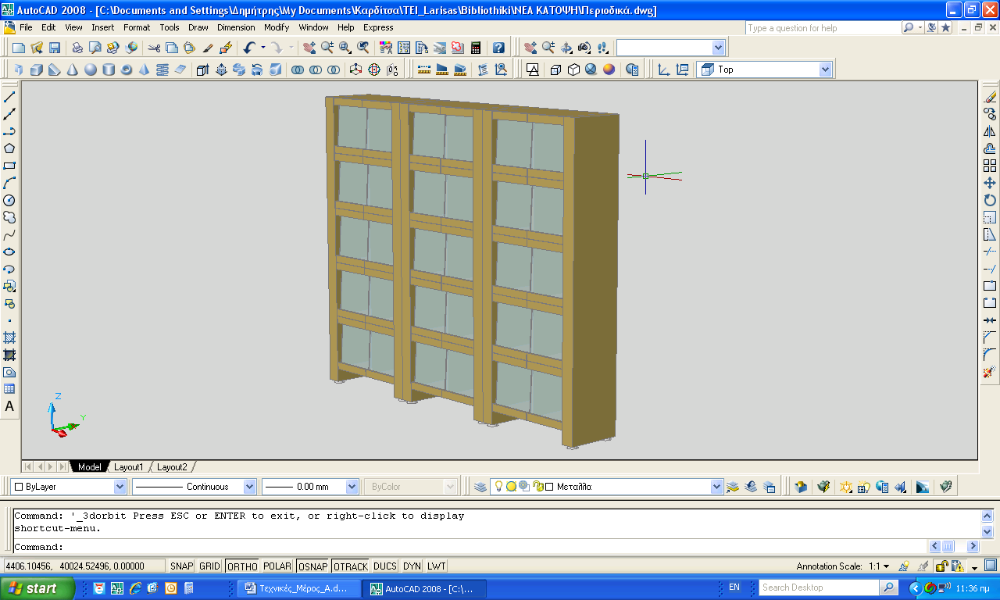 AutoCAD 2008 - [C:\Documents and Settings\Δημήτρης\My Documents\Καρδίτσα\TEI_Larisas\Bibliothiki\ΝΕΑ ΚΑΤΟΨΗ\Περιοδικά.dwg]
File Edit View Insert Format Tools Draw Dimension Modify Window Help Express
Type a question for help
Top
Z
Y
Model Layout1 Layout2
ByLayer Continuous 0.00 mm ByColor Μεταλλα
Command: '_3dorbit Press ESC or ENTER to exit, or right-click to display
shortcut-menu.
Command:
4406.10456, 40024.52496, 0.00000 SNAP GRID ORTHO POLAR OSNAP OTRACK DUCS DYN LWT Annotation Scale: 1:1
start Τεχνικές_Μέρος_Α.d... AutoCAD 2008 - [C:\... EN Search Desktop 11:36 πμ